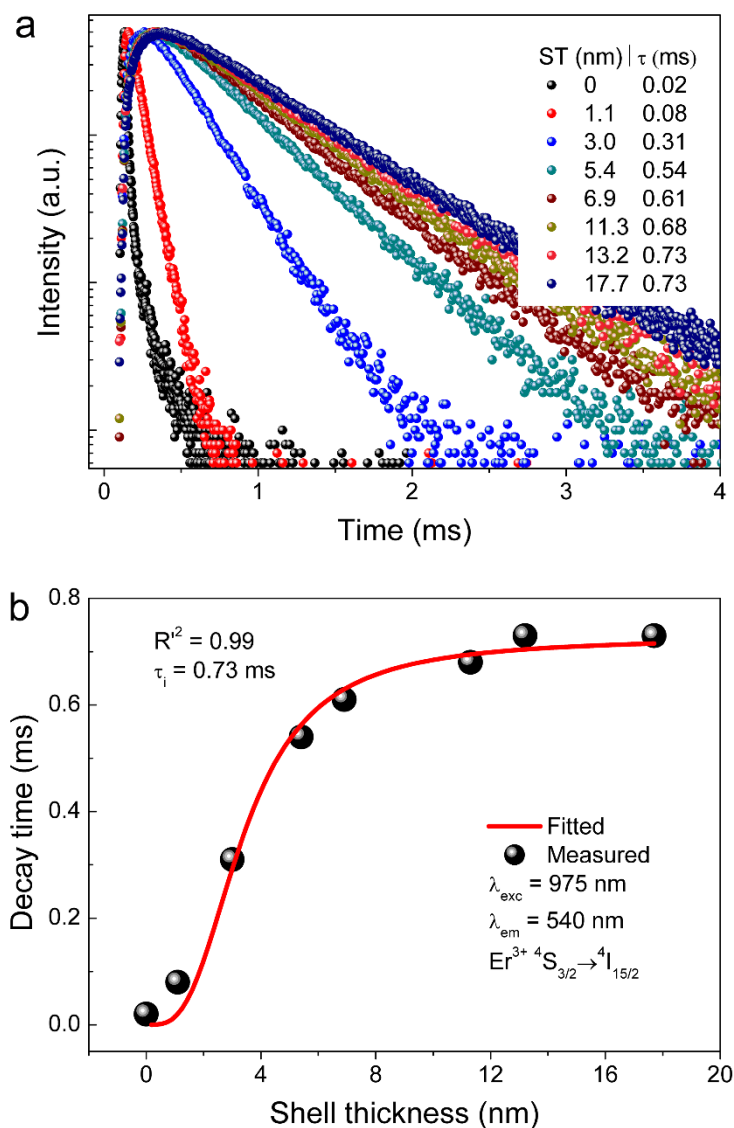 a
ST (nm) | τ (ms)
0 0.02
1.1 0.08
3.0 0.31
5.4 0.54
6.9 0.61
11.3 0.68
13.2 0.73
17.7 0.73
Intensity (a.u.)
0 1 2 3 4
Time (ms)
b
0.8
0.6
0.4
0.2
0.0
R'² = 0.99
τᵢ = 0.73 ms
Decay time (ms)
Fitted
Measured
λexc = 975 nm
λem = 540 nm
Er³⁺ ⁴S3/2→⁴I15/2
0 4 8 12 16 20
Shell thickness (nm)